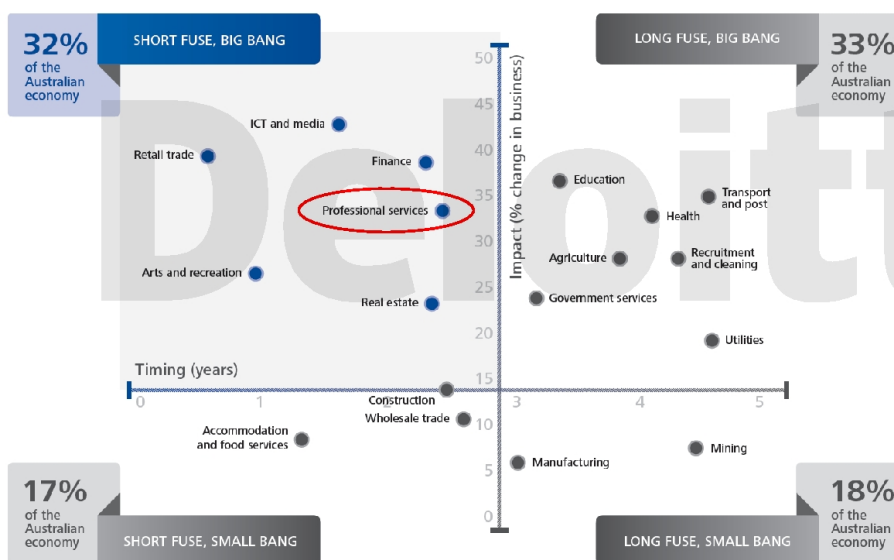 32%
of the
Australian
economy
SHORT FUSE, BIG BANG
LONG FUSE, BIG BANG
33%
of the
Australian
economy
Deloitt
Impact (% change in business)
50
45
40
35
30
25
20
15
10
5
0
ICT and media
Retail trade
Finance
Professional services
Arts and recreation
Real estate
Education
Transport
and post
Health
Agriculture
Recruitment
and cleaning
Government services
Utilities
Timing (years)
0 1 2 3 4 5
Construction
Wholesale trade
Accommodation
and food services
Manufacturing
Mining
17%
of the
Australian
economy
SHORT FUSE, SMALL BANG
LONG FUSE, SMALL BANG
18%
of the
Australian
economy